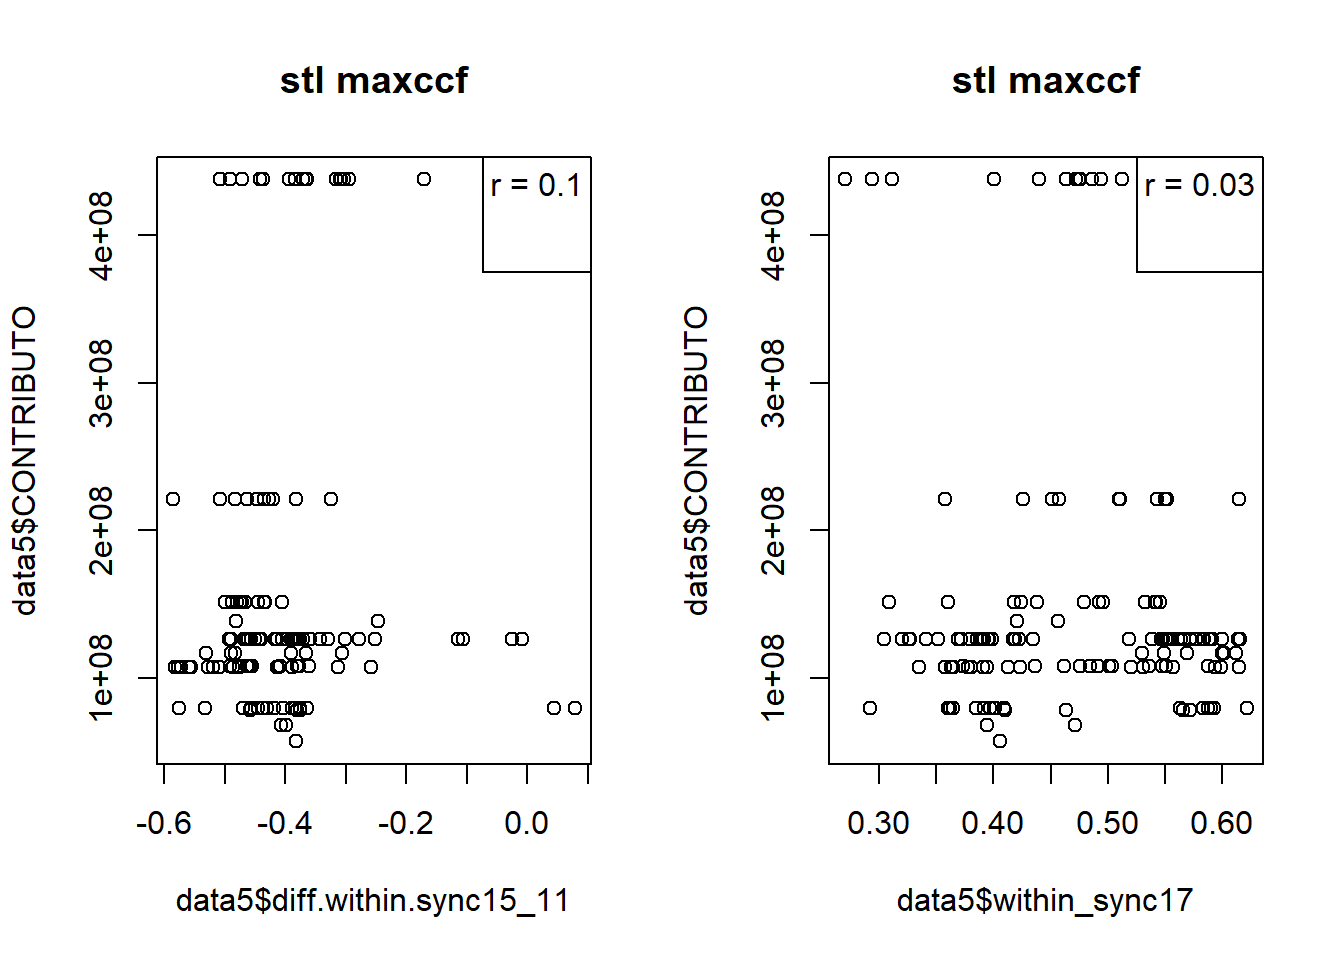 stl maxccf
r = 0.1
data5$CONTRIBUTO
4e+08
3e+08
2e+08
1e+08
-0.6 -0.4 -0.2 0.0
data5$diff.within.sync15_11
stl maxccf
r = 0.03
data5$CONTRIBUTO
4e+08
3e+08
2e+08
1e+08
0.30 0.40 0.50 0.60
data5$within_sync17